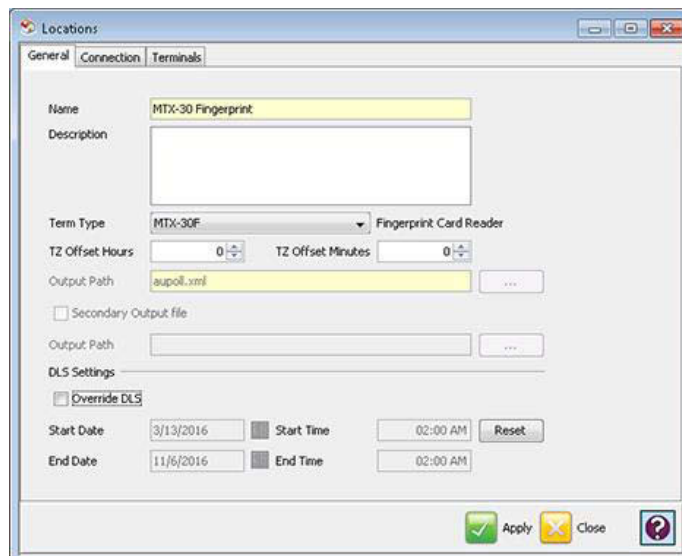 Locations
General Connection Terminals
Name MTX-30 Fingerprint
Description
Term Type MTX-30F Fingerprint Card Reader
TZ Offset Hours 0 TZ Offset Minutes 0
Output Path aupoll.xml ...
Secondary Output file
Output Path ...
DLS Settings
Override DLS
Start Date 3/13/2016 Start Time 02:00 AM Reset
End Date 11/6/2016 End Time 02:00 AM
Apply Close ?